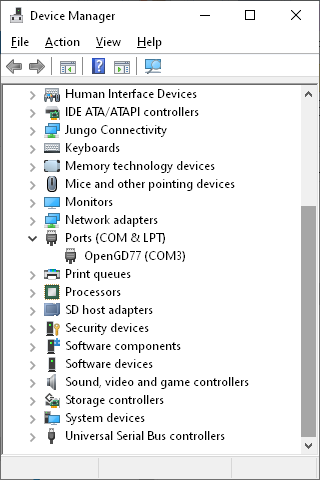 Device Manager
File Action View Help
Human Interface Devices
IDE ATA/ATAPI controllers
Jungo Connectivity
Keyboards
Memory technology devices
Mice and other pointing devices
Monitors
Network adapters
Ports (COM & LPT)
OpenGD77 (COM3)
Print queues
Processors
SD host adapters
Security devices
Software components
Software devices
Sound, video and game controllers
Storage controllers
System devices
Universal Serial Bus controllers